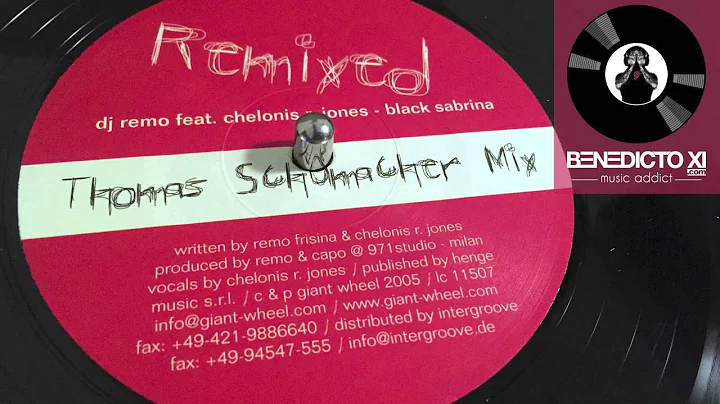 Remixed
dj remo feat. chelonis r. jones - black sabrina
Thomas Schumacher Mix
written by remo frisina & chelonis r. jones
produced by remo & capo @ 971studio - milan
vocals by chelonis r. jones / published by henge
music s.r.l. / c & p giant wheel 2005 / lc 11507
info@giant-wheel.com / www.giant-wheel.com
fax: +49-421-9886640 / distributed by intergroove
fax: +49-94547-555 / info@intergroove.de
BENEDICTO XI
.com
music addict